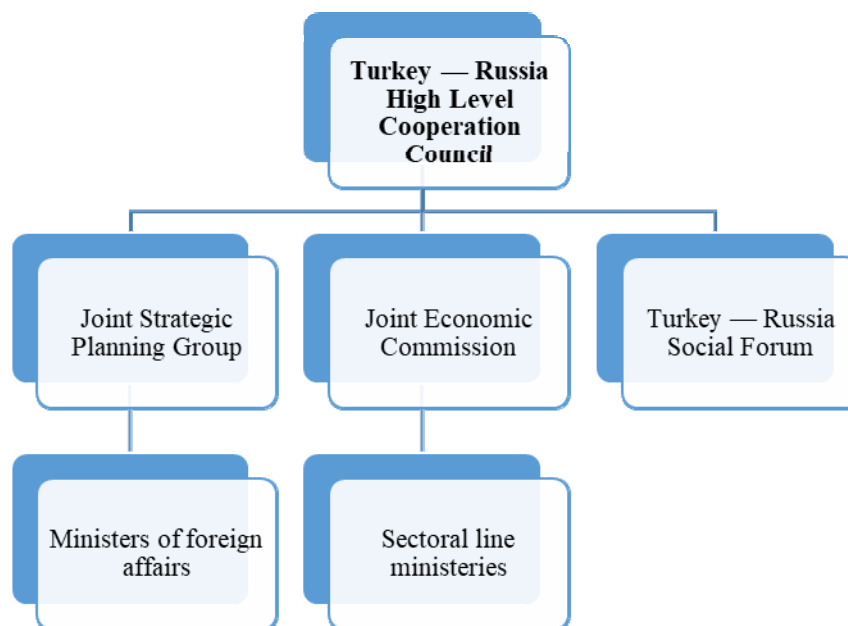 Turkey — Russia
High Level
Cooperation
Council
Joint Strategic
Planning Group
Joint Economic
Commission
Turkey — Russia
Social Forum
Ministers of foreign
affairs
Sectoral line
ministeries